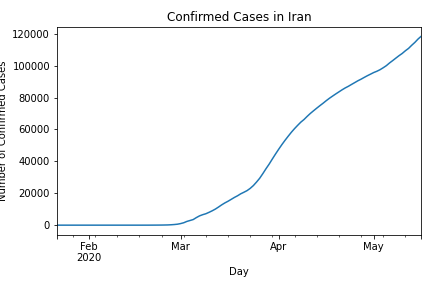 Confirmed Cases in Iran
Number of Confirmed Cases
120000
100000
80000
60000
40000
20000
0
Feb
2020
Mar
Apr
May
Day